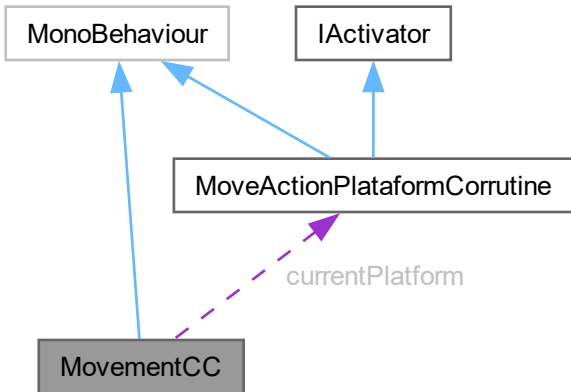 MonoBehaviour
IActivator
MoveActionPlataformCorrutine
currentPlatform
MovementCC